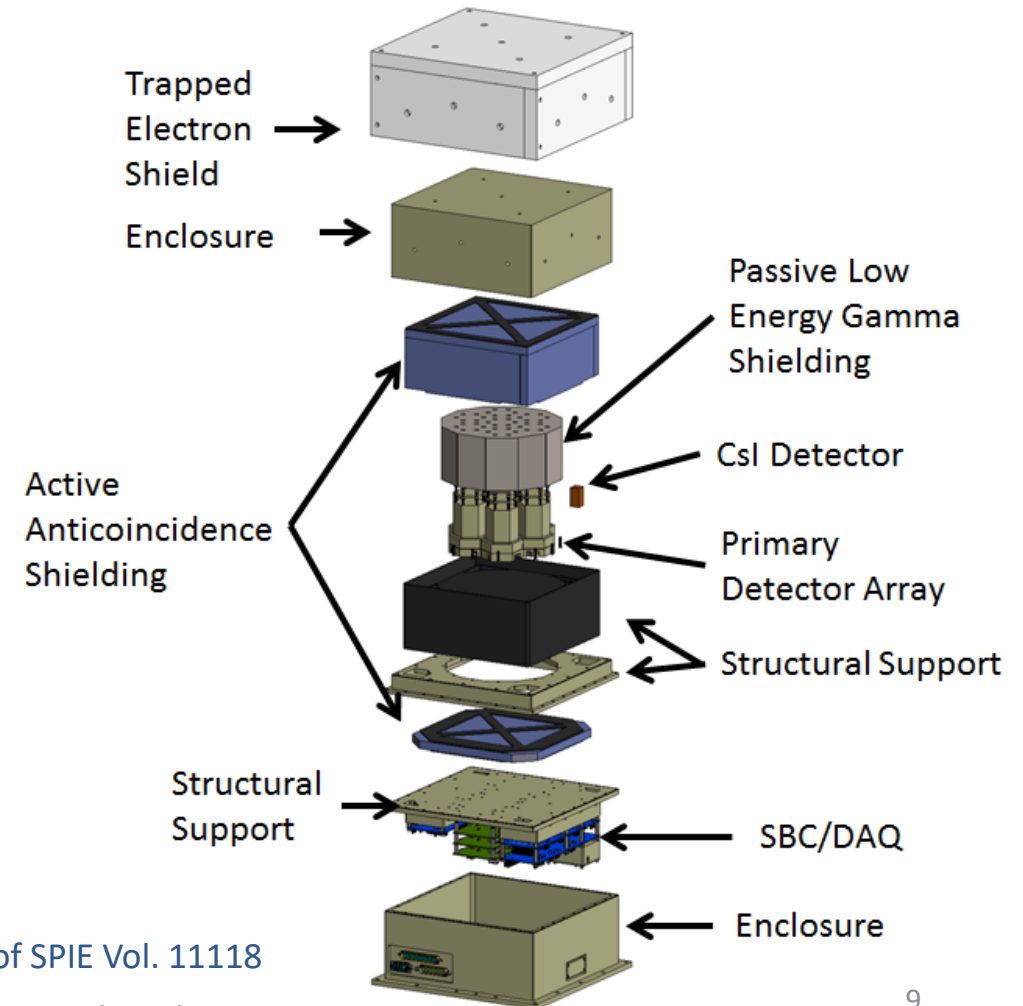 Trapped
Electron
Shield
Enclosure
Passive Low
Energy Gamma
Shielding
CsI Detector
Active
Anticoincidence
Shielding
Primary
Detector Array
Structural Support
Structural
Support
SBC/DAQ
Enclosure
of SPIE Vol. 11118
9